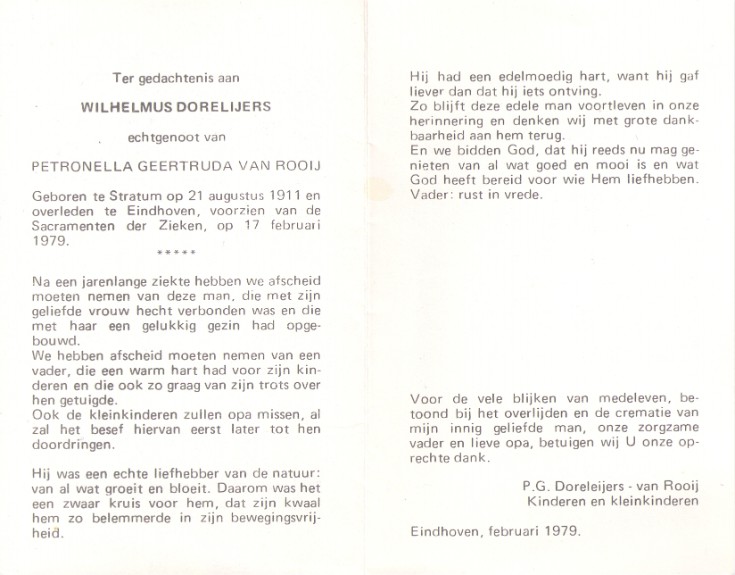 Ter gedachtenis aan
WILHELMUS DORELIJERS
echtgenoot van
PETRONELLA GEERTRUDA VAN ROOIJ
Geboren te Stratum op 21 augustus 1911 en
overleden te Eindhoven, voorzien van de
Sacramenten der Zieken, op 17 februari
1979.
*****
Na een jarenlange ziekte hebben we afscheid
moeten nemen van deze man, die met zijn
geliefde vrouw hecht verbonden was en die
met haar een gelukkig gezin had opge-
bouwd.
We hebben afscheid moeten nemen van een
vader, die een warm hart had voor zijn kin-
deren en die ook zo graag van zijn trots over
hen getuigde.
Ook de kleinkinderen zullen opa missen, al
zal het besef hiervan eerst later tot hen
doordringen.
Hij was een echte liefhebber van de natuur:
van al wat groeit en bloeit. Daarom was het
een zwaar kruis voor hem, dat zijn kwaal
hem zo belemmerde in zijn bewegingsvrij-
heid.
Hij had een edelmoedig hart, want hij gaf
liever dan dat hij iets ontving.
Zo blijft deze edele man voortleven in onze
herinnering en denken wij met grote dank-
baarheid aan hem terug.
En we bidden God, dat hij reeds nu mag ge-
nieten van al wat goed en mooi is en wat
God heeft bereid voor wie Hem liefhebben.
Vader: rust in vrede.
Voor de vele blijken van medeleven, be-
toond bij het overlijden en de crematie van
mijn innig geliefde man, onze zorgzame
vader en lieve opa, betuigen wij U onze op-
rechte dank.
P.G. Doreleijers - van Rooij
Kinderen en kleinkinderen
Eindhoven, februari 1979.